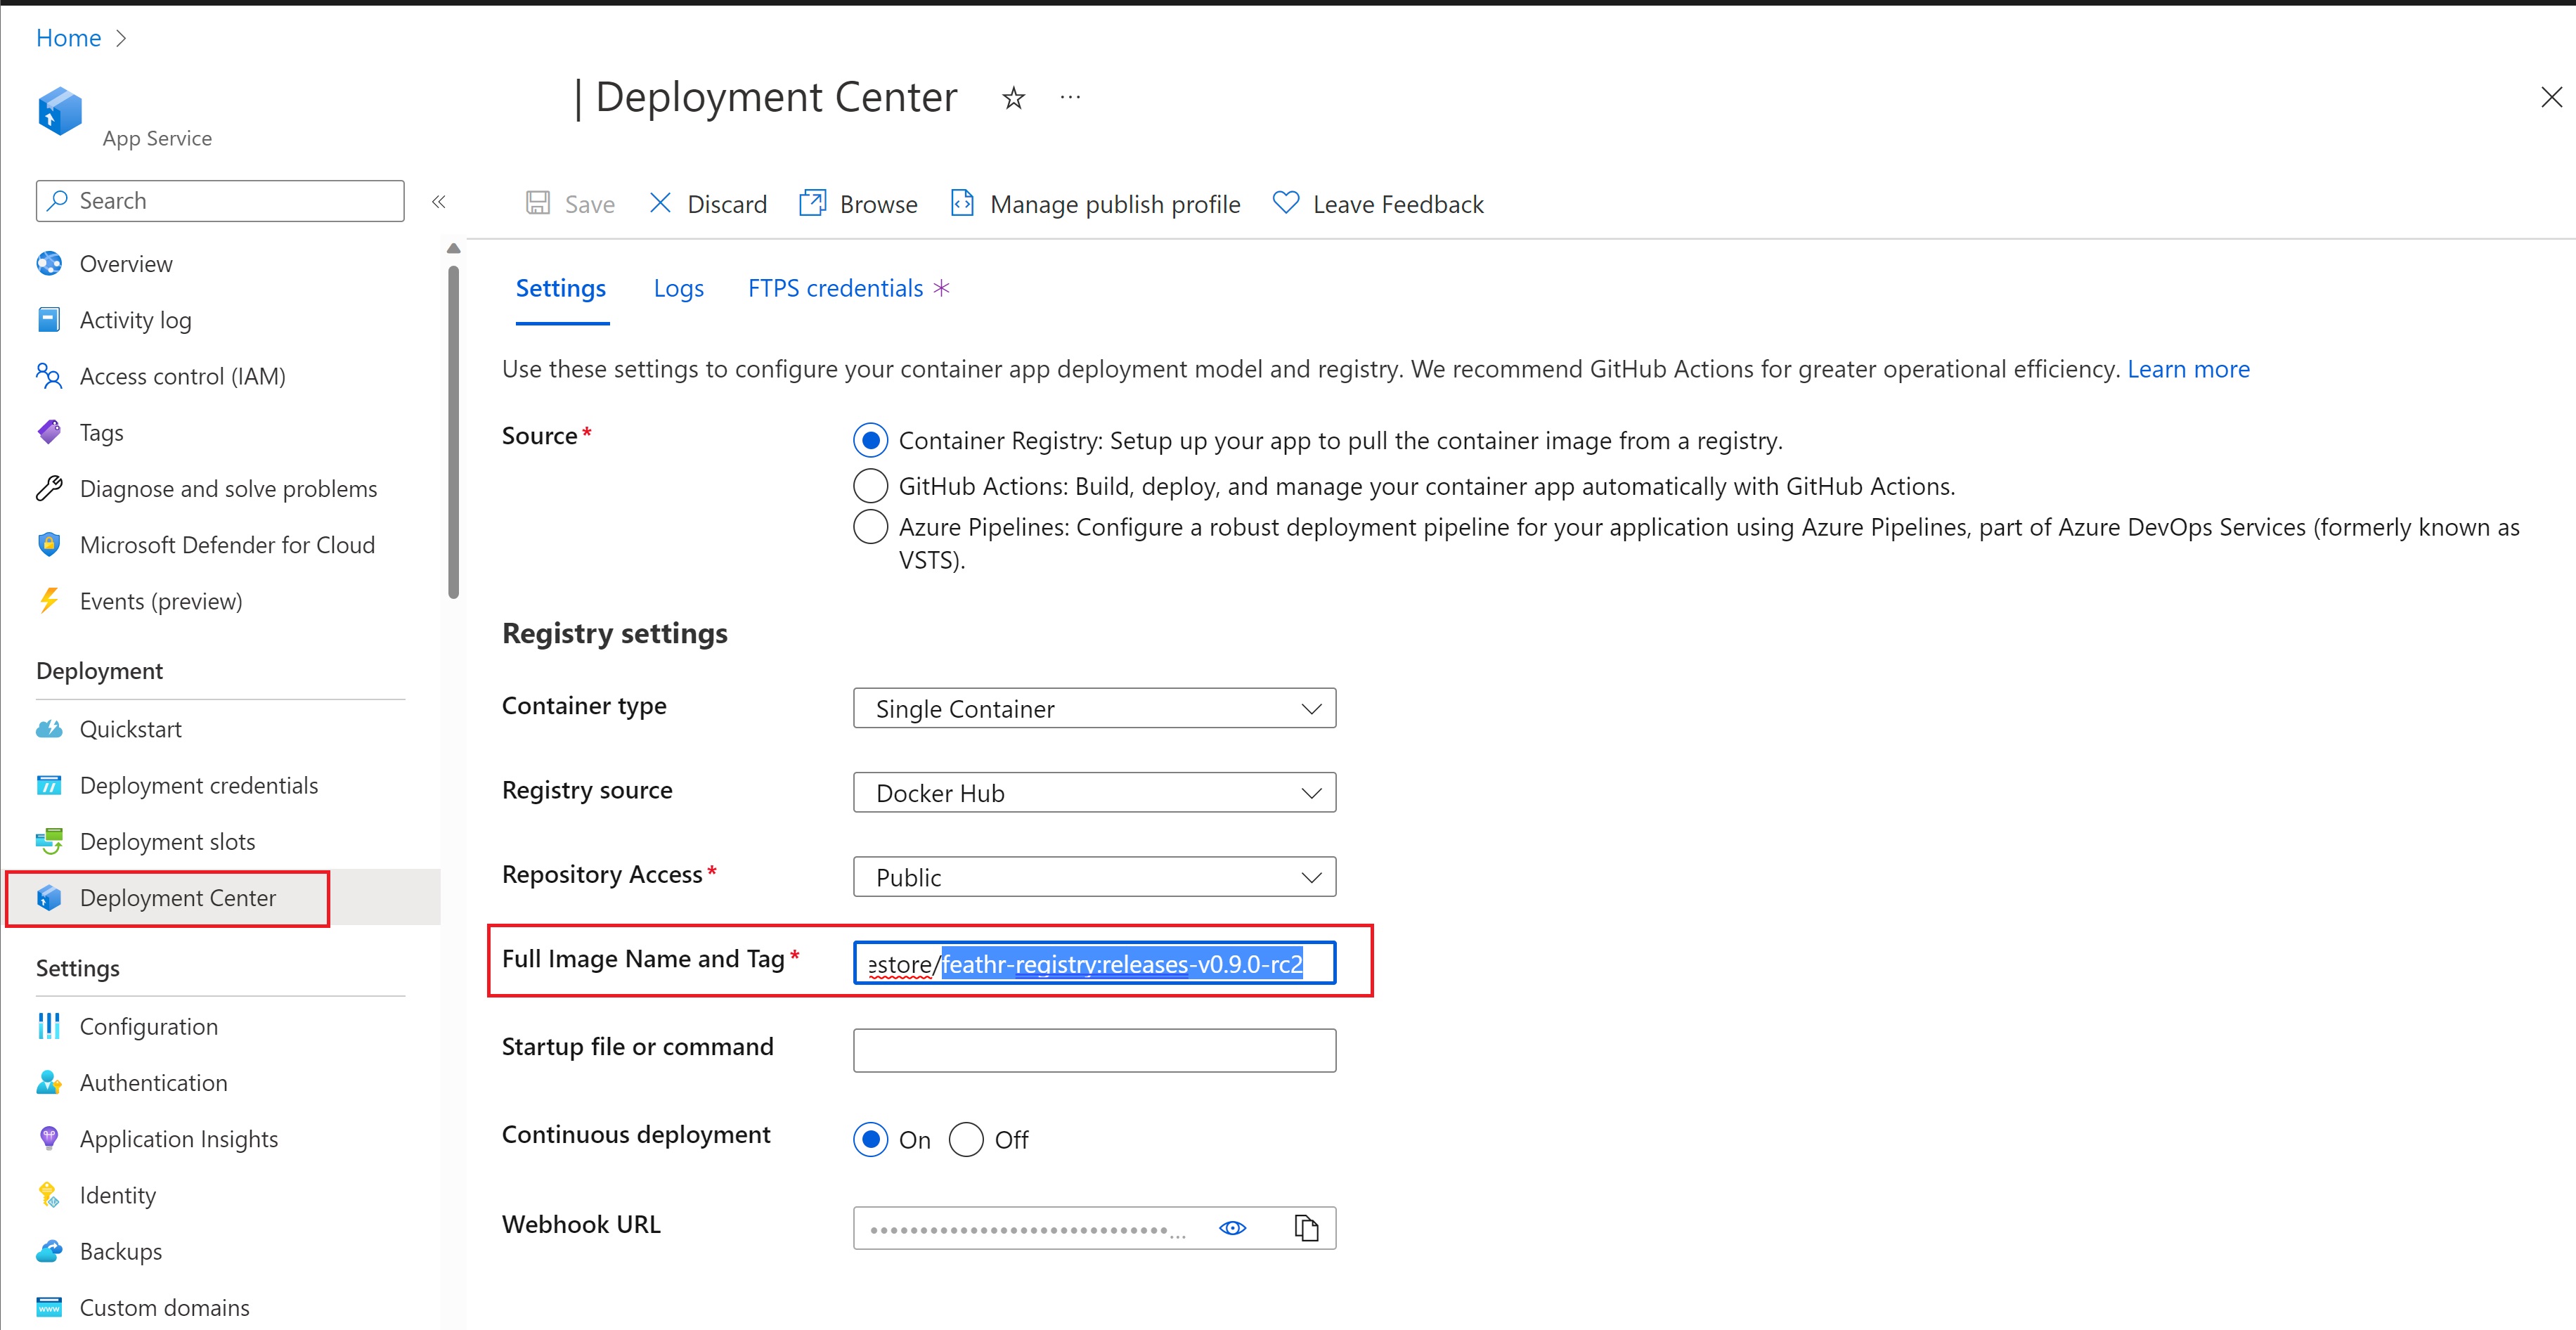 Home >
| Deployment Center
App Service
Search
«
Save
Discard
Browse
Manage publish profile
Leave Feedback
Overview
Activity log
Access control (IAM)
Tags
Diagnose and solve problems
Microsoft Defender for Cloud
Events (preview)
Deployment
Quickstart
Deployment credentials
Deployment slots
Deployment Center
Settings
Configuration
Authentication
Application Insights
Identity
Backups
Custom domains
Settings
Logs
FTPS credentials *
Use these settings to configure your container app deployment model and registry. We recommend GitHub Actions for greater operational efficiency. Learn more
Source*
Container Registry: Setup up your app to pull the container image from a registry.
GitHub Actions: Build, deploy, and manage your container app automatically with GitHub Actions.
Azure Pipelines: Configure a robust deployment pipeline for your application using Azure Pipelines, part of Azure DevOps Services (formerly known as
VSTS).
Registry settings
Container type
Single Container
Registry source
Docker Hub
Repository Access*
Public
Full Image Name and Tag*
estore/feathr-registry:releases-v0.9.0-rc2
Startup file or command
Continuous deployment
On
Off
Webhook URL